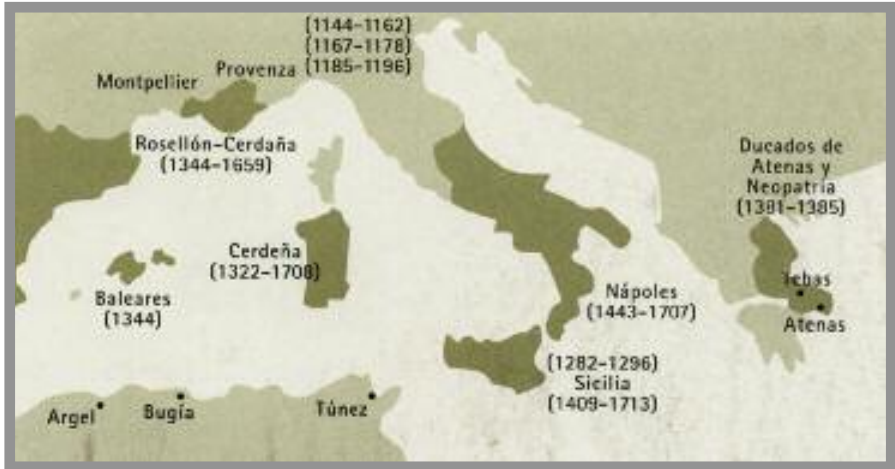 (1144-1162)
(1167-1178)
(1185-1196)
Provenza
Montpellier
Rosellón-Cerdaña
(1344-1659)
Ducados de
Atenas y
Neopatría
(1381-1385)
Cerdeña
(1322-1708)
Baleares
(1344)
Nápoles
(1443-1707)
Tebas
Atenas
(1282-1296)
Sicilia
(1409-1713)
Argel
Bugía
Túnez